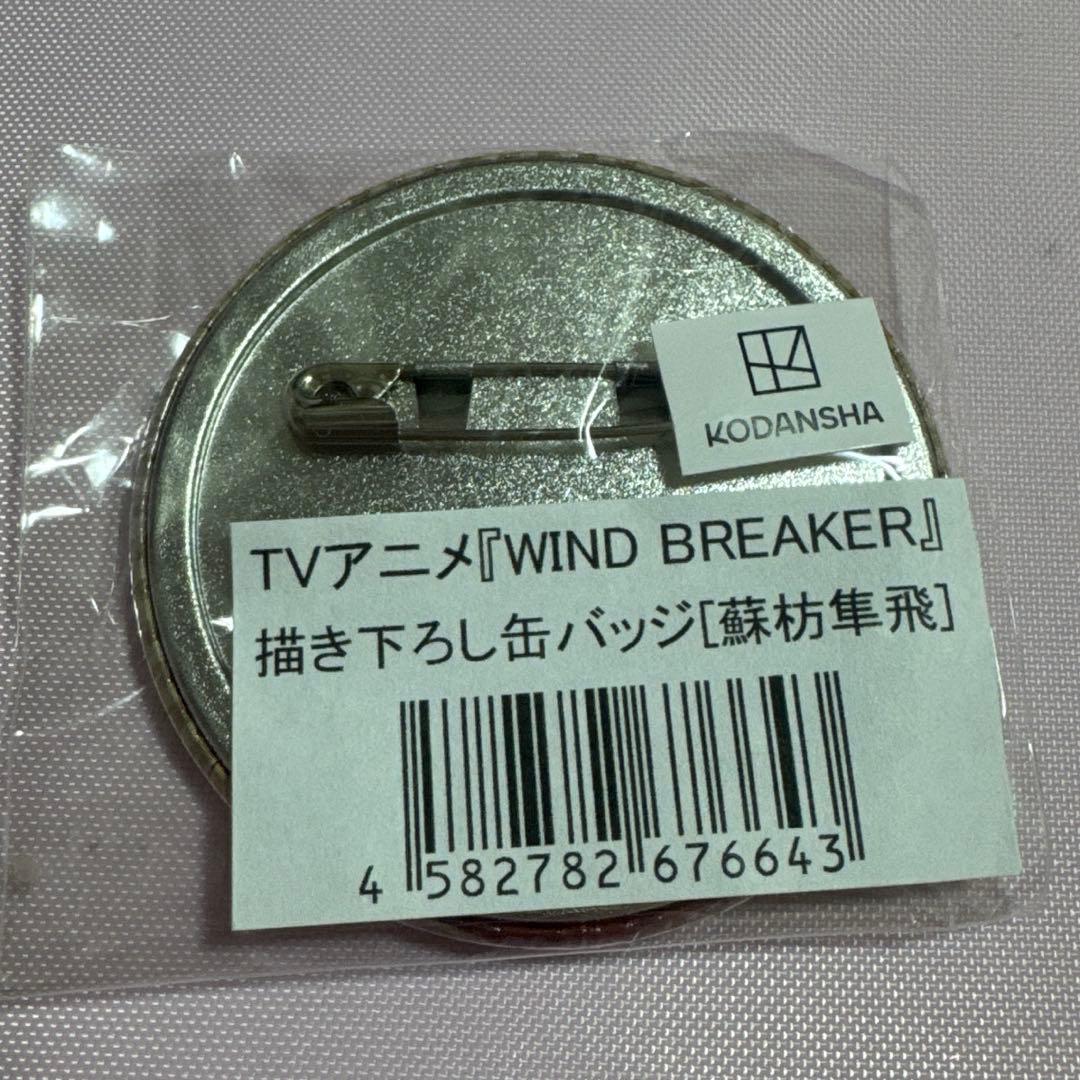 KODANSHA
TVアニメ『WIND BREAKER』
描き下ろし缶バッジ[蘇枋隼飛]
4 582782 676643